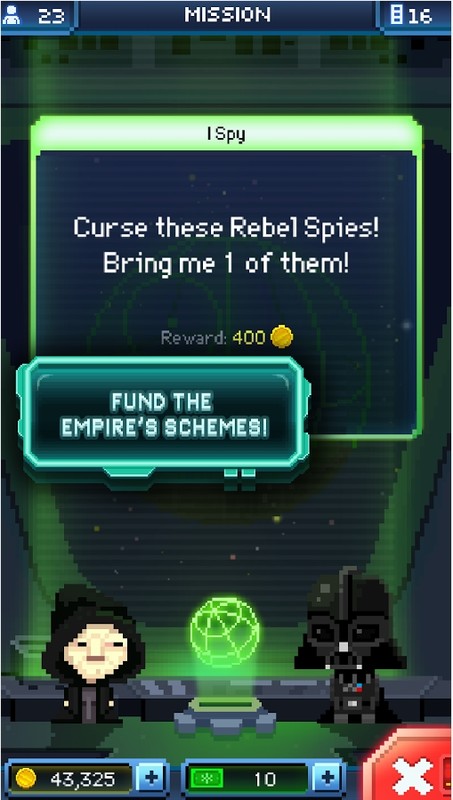 23
MISSION
16
I Spy
Curse these Rebel Spies!
Bring me 1 of them!
Reward: 400
FUND THE
EMPIRE'S SCHEMES!
43,325 +
10 +